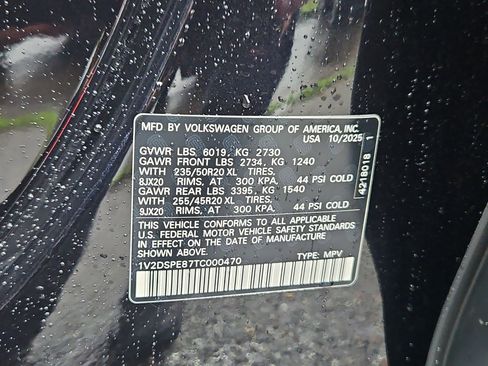 MFD BY VOLKSWAGEN GROUP OF AMERICA, INC.
USA 10/2025
GVWR LBS 6019, KG 2730
GAWR FRONT LBS 2734, KG 1240
WITH 235/50R20 XL TIRES.
8JX20 RIMS, AT 300 KPA. 44 PSI COLD
GAWR REAR LBS 3395, KG 1540
WITH 255/45R20 XL TIRES.
9JX20 RIMS, AT 300 KPA. 44 PSI COLD
THIS VEHICLE CONFORMS TO ALL APPLICABLE
U.S. FEDERAL MOTOR VEHICLE SAFETY STANDARDS
IN EFFECT ON THE DATE OF MANUFACTURE
SHOWN ABOVE.
1V2DSPE87TC000470 TYPE: MPV
4218018 1